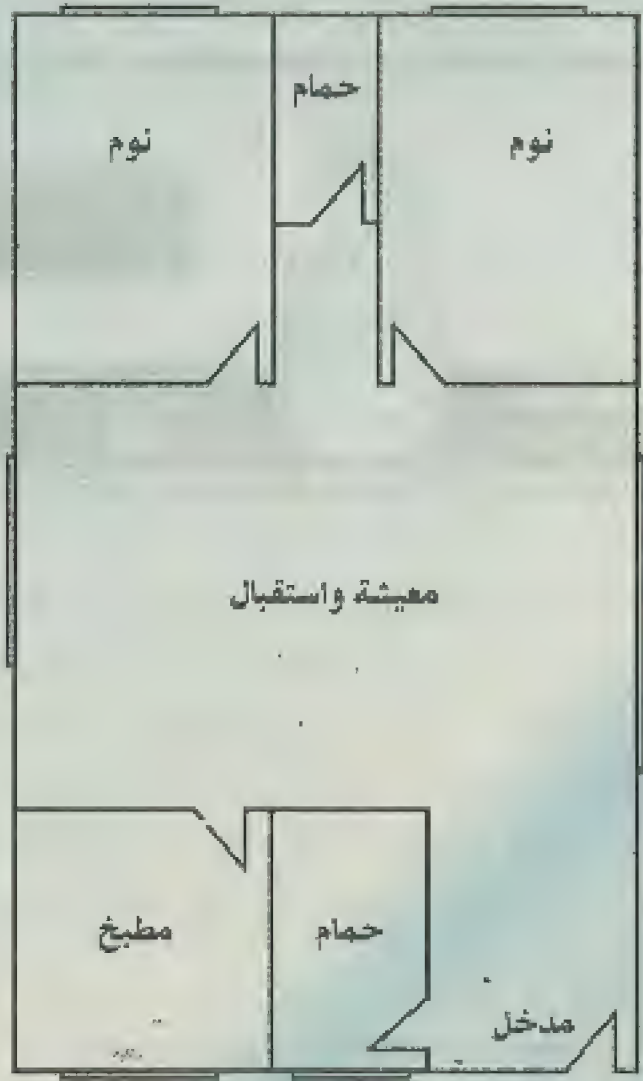 حمام
نوم
نوم
معيشة واستقبال
مطبخ
حمام
مدخل